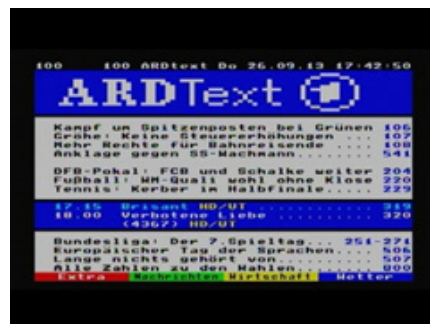 100 100 ARDtext Do 26.09.13 17:42:50
ARDText 1
Kampf um Spitzenposten bei Grünen 106
Gröhe: Keine Steuererhöhungen ... 107
Mehr Rechte für Bahnreisende .... 108
Anklage gegen SS-Wachmann........ 541
DFB-Pokal: FCB und Schalke weiter 204
Fußball: WM-Quali wohl ohne Klose 220
Tennis: Kerber im Halbfinale..... 229
17.15 Brisant HD/UT ............. 319
18.00 Verbotene Liebe ........... 320
(4367) HD/UT
Bundesliga: Der 7.Spieltag... 251-271
Europäischer Tag der Sprachen.... 506
Lange nichts gehört von.......... 507
Alle Zahlen zu den Wahlen........ 800
Extra Nachrichten Wirtschaft Wetter